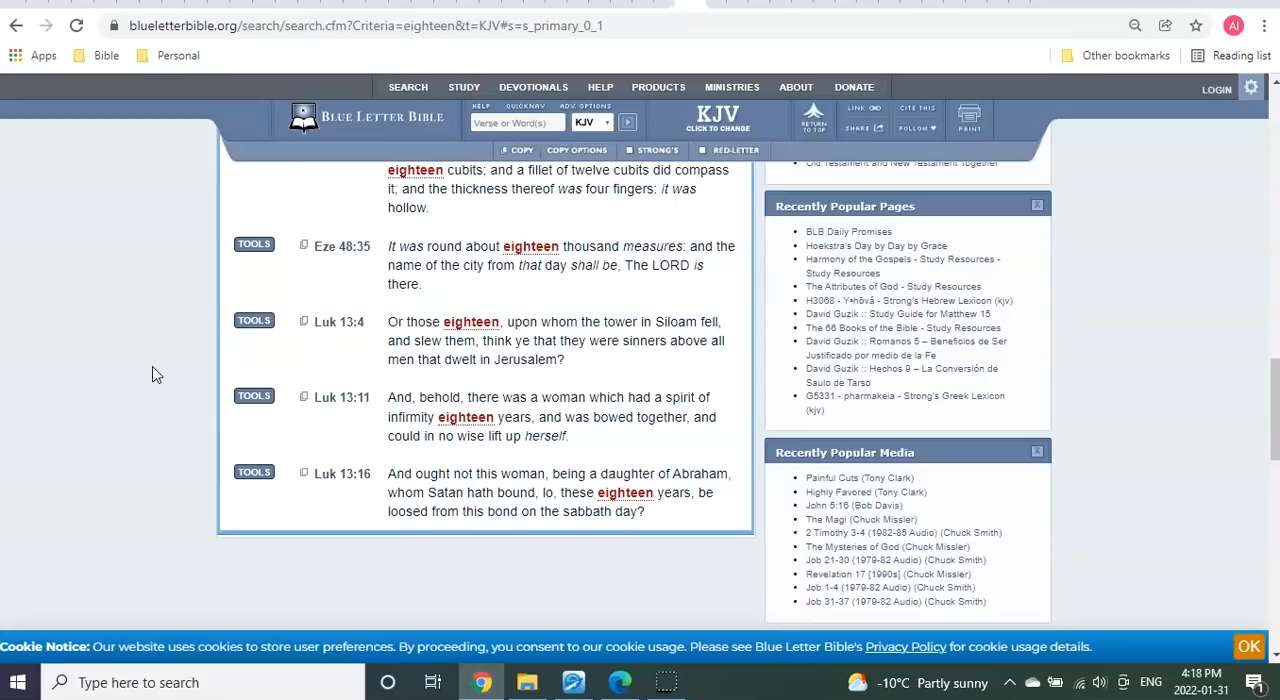 blueletterbible.org/search/search.cfm?Criteria=eighteen&t=KJV#s=s_primary_0_1
Al
Apps Bible Personal Other bookmarks Reading list
SEARCH STUDY DEVOTIONALS HELP PRODUCTS MINISTRIES ABOUT DONATE LOGIN
BLUE LETTER BIBLE
HELP QUICKNAV ADV. OPTIONS
Verse or Word(s) KJV
KJV
CLICK TO CHANGE
RETURN
TO TOP
LINK CITE THIS
SHARE FOLLOW PRINT
COPY COPY OPTIONS STRONG'S RED-LETTER
eighteen cubits; and a fillet of twelve cubits did compass
it; and the thickness thereof was four fingers: it was
hollow.
TOOLS Eze 48:35 It was round about eighteen thousand measures: and the
name of the city from that day shall be, The LORD is
there.
TOOLS Luk 13:4 Or those eighteen, upon whom the tower in Siloam fell,
and slew them, think ye that they were sinners above all
men that dwelt in Jerusalem?
TOOLS Luk 13:11 And, behold, there was a woman which had a spirit of
infirmity eighteen years, and was bowed together, and
could in no wise lift up herself.
TOOLS Luk 13:16 And ought not this woman, being a daughter of Abraham,
whom Satan hath bound, lo, these eighteen years, be
loosed from this bond on the sabbath day?
Old Testament and New Testament Together
Recently Popular Pages X
BLB Daily Promises
Hoekstra's Day by Day by Grace
Harmony of the Gospels - Study Resources -
Study Resources
The Attributes of God - Study Resources
H3068 - Yᵊhōvâ - Strong's Hebrew Lexicon (kjv)
David Guzik :: Study Guide for Matthew 15
The 66 Books of the Bible - Study Resources
David Guzik :: Romanos 5 – Beneficios de Ser
Justificado por medio de la Fe
David Guzik :: Hechos 9 – La Conversión de
Saulo de Tarso
G5331 - pharmakeia - Strong's Greek Lexicon
(kjv)
Recently Popular Media X
Painful Cuts (Tony Clark)
Highly Favored (Tony Clark)
John 5:16 (Bob Davis)
The Magi (Chuck Missler)
2 Timothy 3-4 (1982-85 Audio) (Chuck Smith)
The Mysteries of God (Chuck Missler)
Job 21-30 (1979-82 Audio) (Chuck Smith)
Revelation 17 [1990s] (Chuck Missler)
Job 1-4 (1979-82 Audio) (Chuck Smith)
Job 31-37 (1979-82 Audio) (Chuck Smith)
Cookie Notice: Our website uses cookies to store user preferences. By proceeding, you consent to our cookie usage. Please see Blue Letter Bible's Privacy Policy for cookie usage details. OK
Type here to search
-10°C Partly sunny ENG
4:18 PM
2022-01-31
1